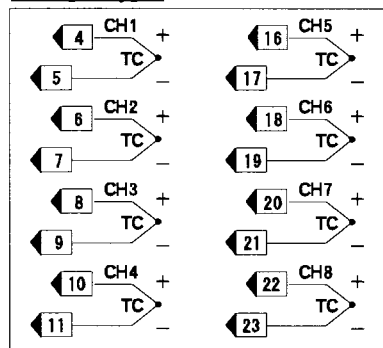 4 CH1 +
TC
5 −
6 CH2 +
TC
7 −
8 CH3 +
TC
9 −
10 CH4 +
TC
11 −
16 CH5 +
TC
17 −
18 CH6 +
TC
19 −
20 CH7 +
TC
21 −
22 CH8 +
TC
23 −